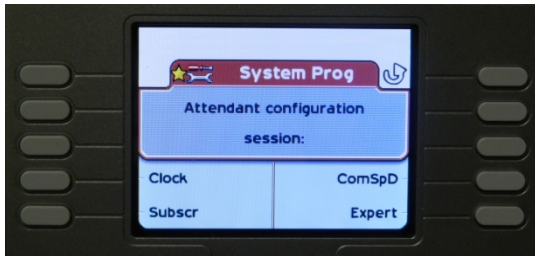 System Prog
Attendant configuration
session:
Clock ComSpD
Subscr Expert